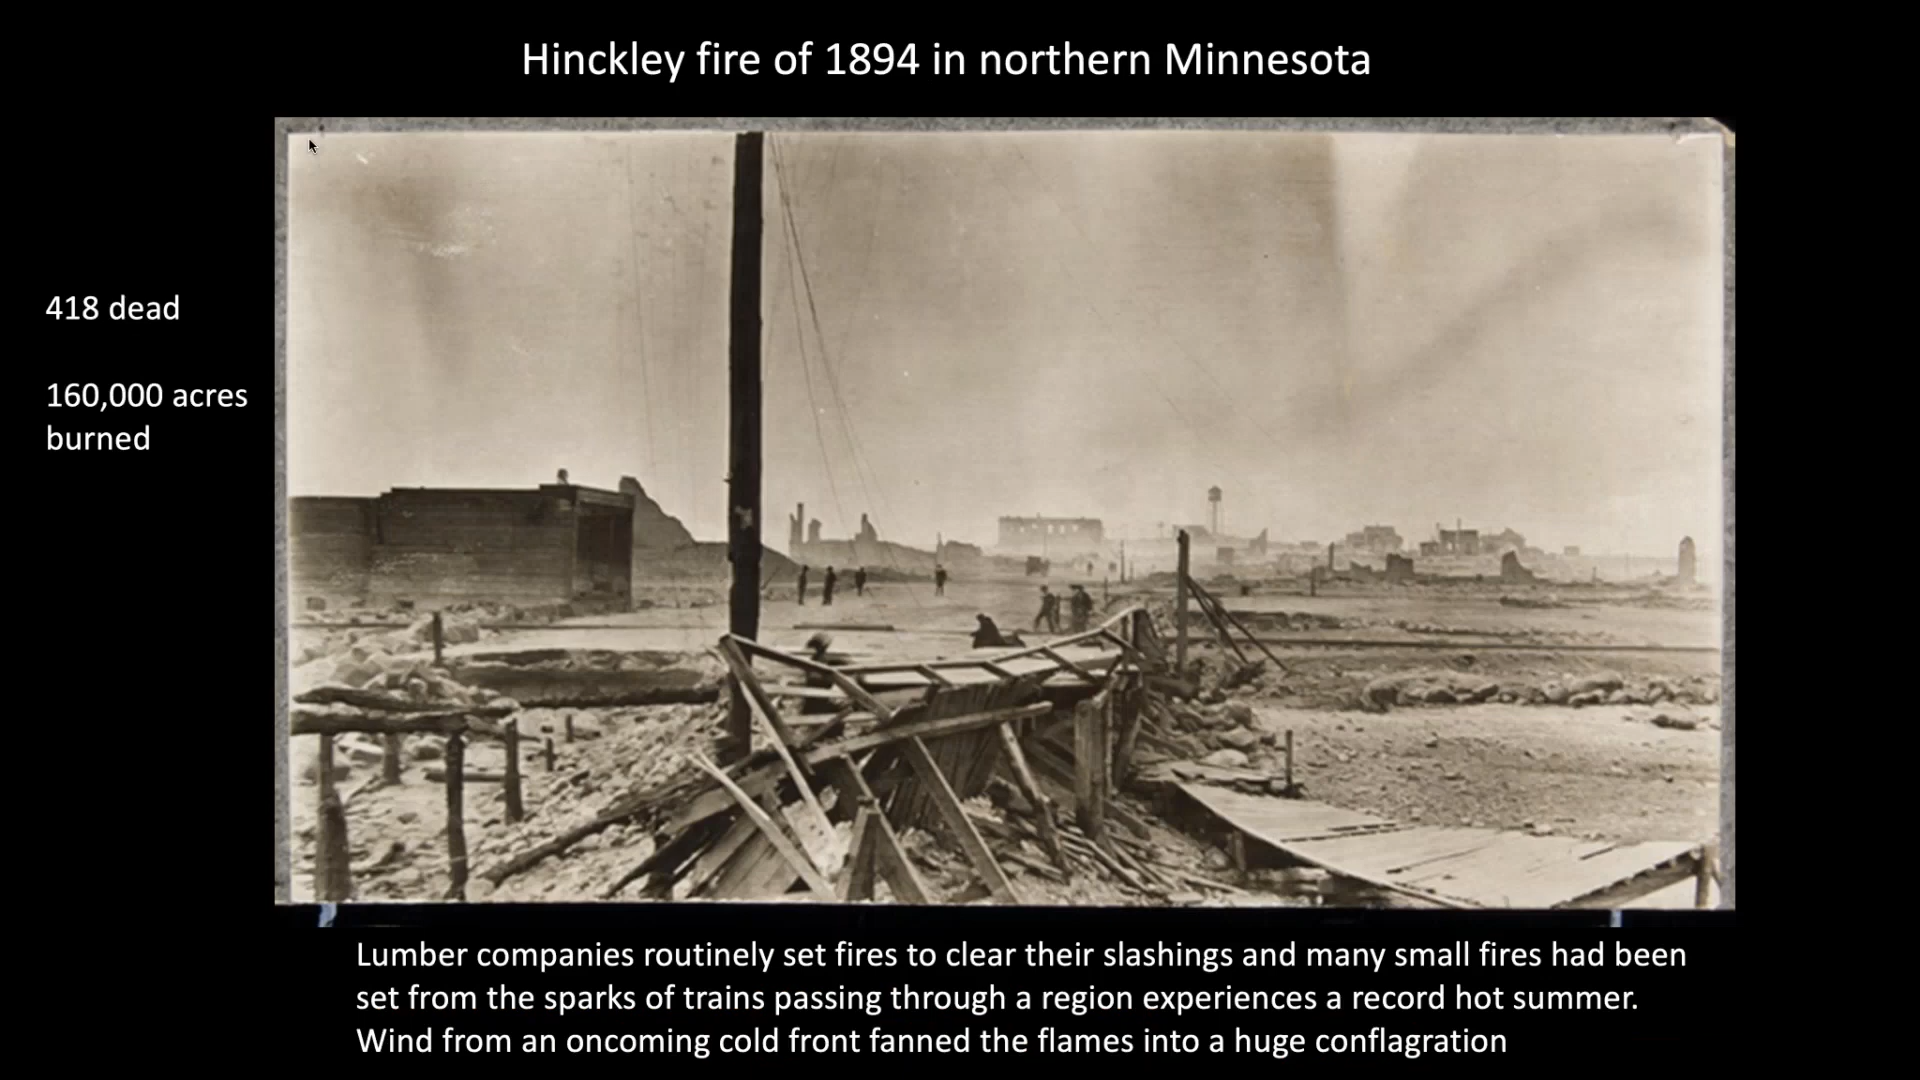 Hinckley fire of 1894 in northern Minnesota
418 dead
160,000 acres
burned
Lumber companies routinely set fires to clear their slashings and many small fires had been
set from the sparks of trains passing through a region experiences a record hot summer.
Wind from an oncoming cold front fanned the flames into a huge conflagration